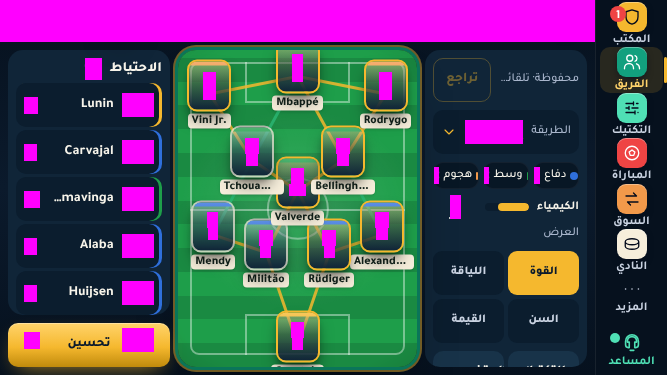 1
المكتب
الفريق
التكتيك
المباراة
السوق
النادي
...
المزيد
المساعد
محفوظة· تلقائ...
تراجع
الطريقة
دفاع
وسط
هجوم
الكيمياء
العرض
القوة
اللياقة
السن
القيمة
Mbappé
Vini Jr.
Rodrygo
Tchoua...
Bellingh...
Valverde
Mendy
Alexand...
Militão
Rüdiger
الاحتياط
Lunin
Carvajal
...mavinga
Alaba
Huijsen
تحسين